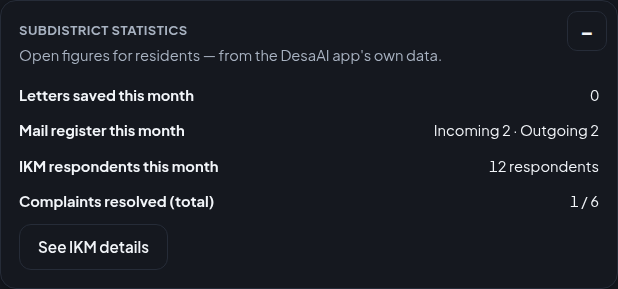 SUBDISTRICT STATISTICS
Open figures for residents — from the DesaAI app's own data.
Letters saved this month 0
Mail register this month Incoming 2 · Outgoing 2
IKM respondents this month 12 respondents
Complaints resolved (total) 1 / 6
See IKM details